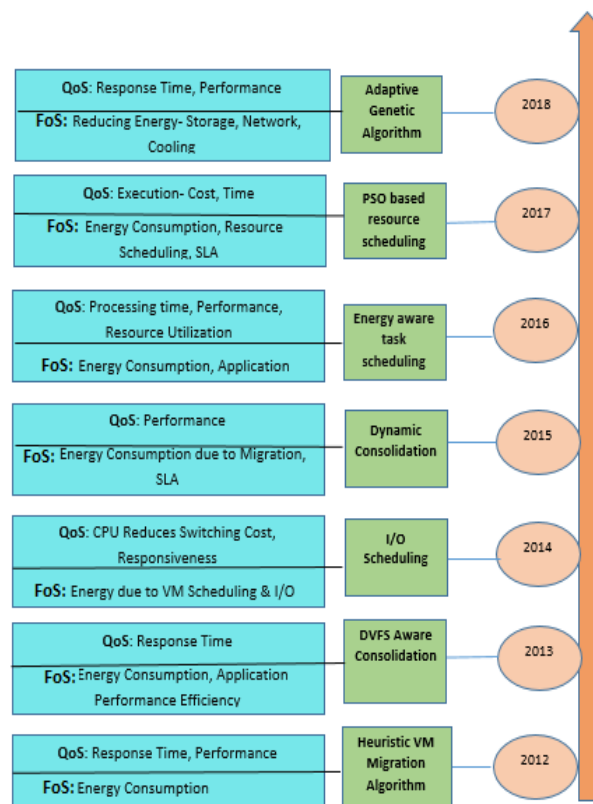 QoS: Response Time, Performance
FoS: Reducing Energy- Storage, Network,
Cooling
Adaptive
Genetic
Algorithm
2018
QoS: Execution- Cost, Time
FoS: Energy Consumption, Resource
Scheduling, SLA
PSO based
resource
scheduling
2017
QoS: Processing time, Performance,
Resource Utilization
FoS: Energy Consumption, Application
Energy aware
task
scheduling
2016
QoS: Performance
FoS: Energy Consumption due to Migration,
SLA
Dynamic
Consolidation
2015
QoS: CPU Reduces Switching Cost,
Responsiveness
FoS: Energy due to VM Scheduling & I/O
I/O
Scheduling
2014
QoS: Response Time
FoS: Energy Consumption, Application
Performance Efficiency
DVFS Aware
Consolidation
2013
QoS: Response Time, Performance
FoS: Energy Consumption
Heuristic VM
Migration
Algorithm
2012